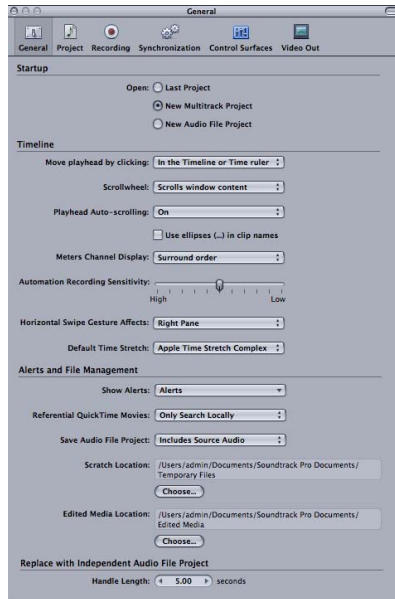 General
General Project Recording Synchronization Control Surfaces Video Out
Startup
Open: Last Project
New Multitrack Project
New Audio File Project
Timeline
Move playhead by clicking: In the Timeline or Time ruler
Scrollwheel: Scrolls window content
Playhead Auto-scrolling: On
Use ellipses (...) in clip names
Meters Channel Display: Surround order
Automation Recording Sensitivity:
High Low
Horizontal Swipe Gesture Affects: Right Pane
Default Time Stretch: Apple Time Stretch Complex
Alerts and File Management
Show Alerts: Alerts
Referential QuickTime Movies: Only Search Locally
Save Audio File Project: Includes Source Audio
Scratch Location: /Users/admin/Documents/Soundtrack Pro Documents/
Temporary Files
Choose...
Edited Media Location: /Users/admin/Documents/Soundtrack Pro Documents/
Edited Media
Choose...
Replace with Independent Audio File Project
Handle Length: 5.00 seconds